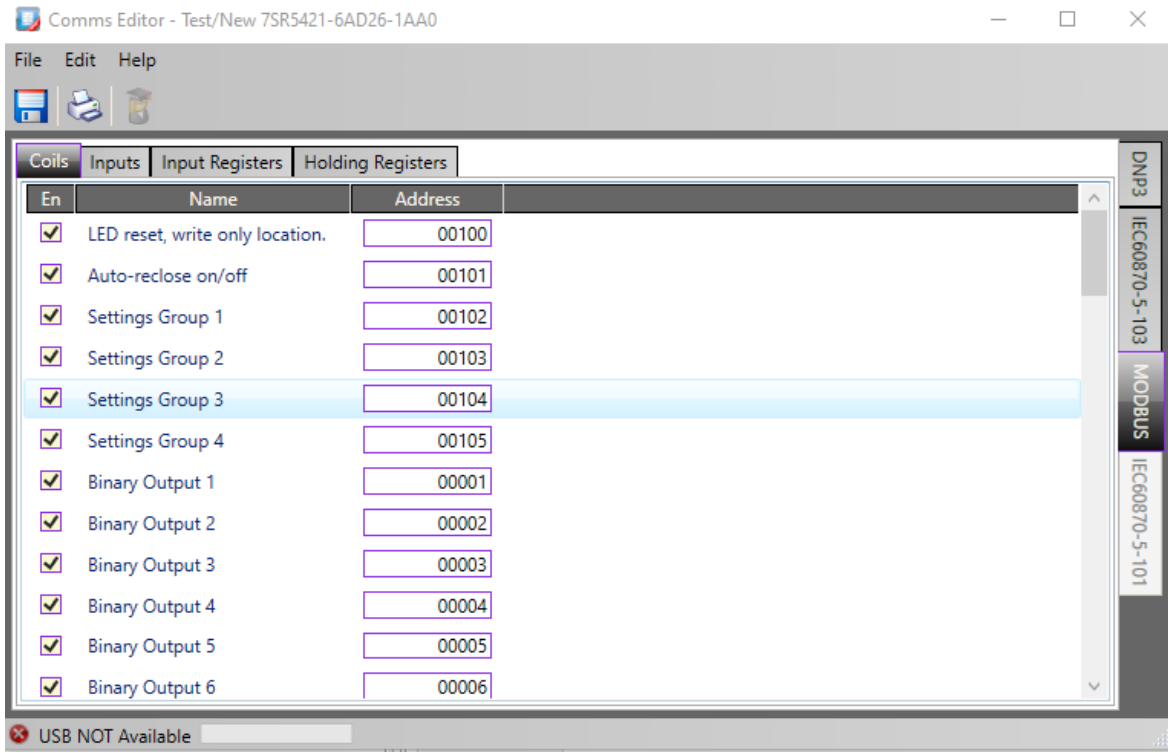 Comms Editor - Test/New 7SR5421-6AD26-1AA0
File Edit Help
Coils Inputs Input Registers Holding Registers
En Name Address
LED reset, write only location. 00100
Auto-reclose on/off 00101
Settings Group 1 00102
Settings Group 2 00103
Settings Group 3 00104
Settings Group 4 00105
Binary Output 1 00001
Binary Output 2 00002
Binary Output 3 00003
Binary Output 4 00004
Binary Output 5 00005
Binary Output 6 00006
DNP3
IEC60870-5-103
MODBUS
IEC60870-5-101
USB NOT Available